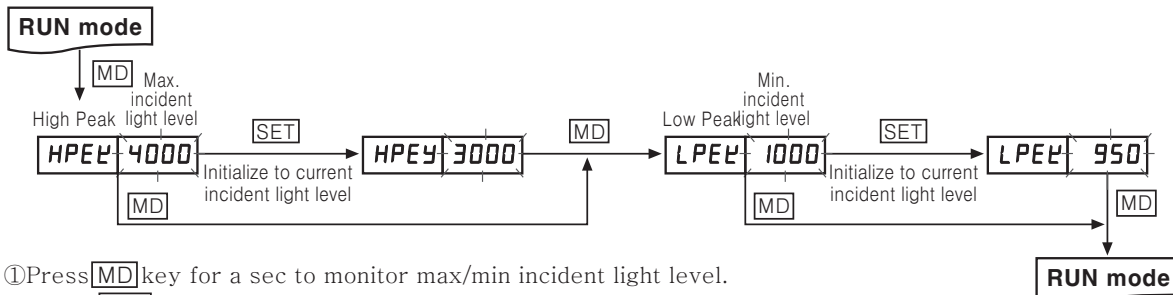 RUN mode
MD
Max.
incident
light level
High Peak
HPEK 4000
SET
Initialize to current
incident light level
MD
HPEY 3000
MD
Min.
incident
light level
Low Peak
LPEK 1000
SET
Initialize to current
incident light level
MD
LPEK 950
MD
RUN mode
①Press MD key for a sec to monitor max/min incident light level.